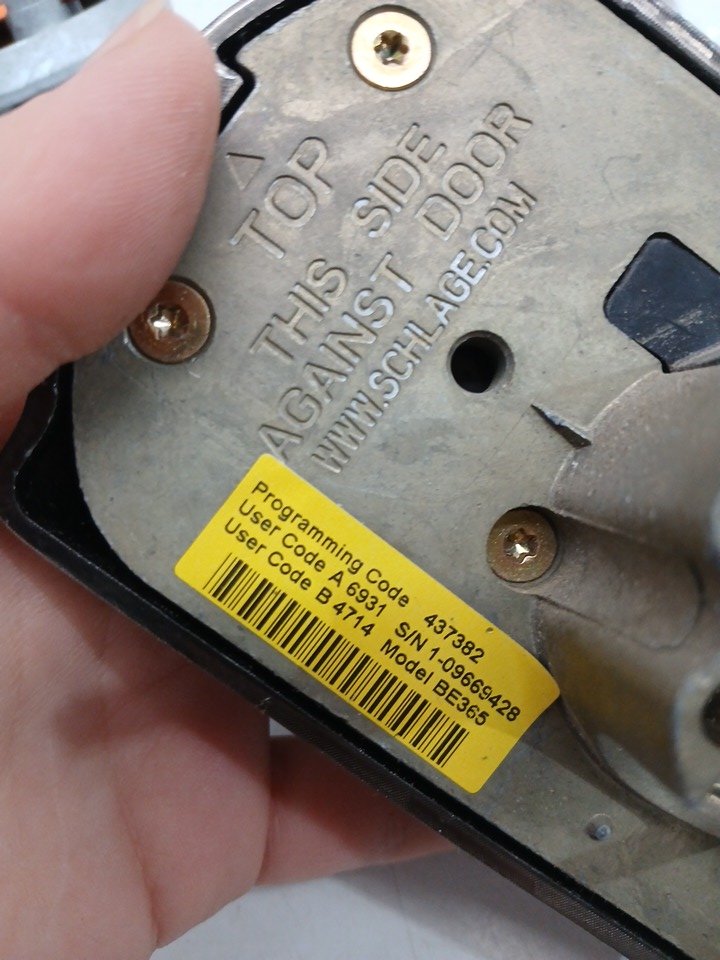 TOP
THIS SIDE
AGAINST DOOR
WWW.SCHLAGE.COM
Programming Code 437382
User Code A 6931 S/N 1-09669428
User Code B 4714 Model BE365